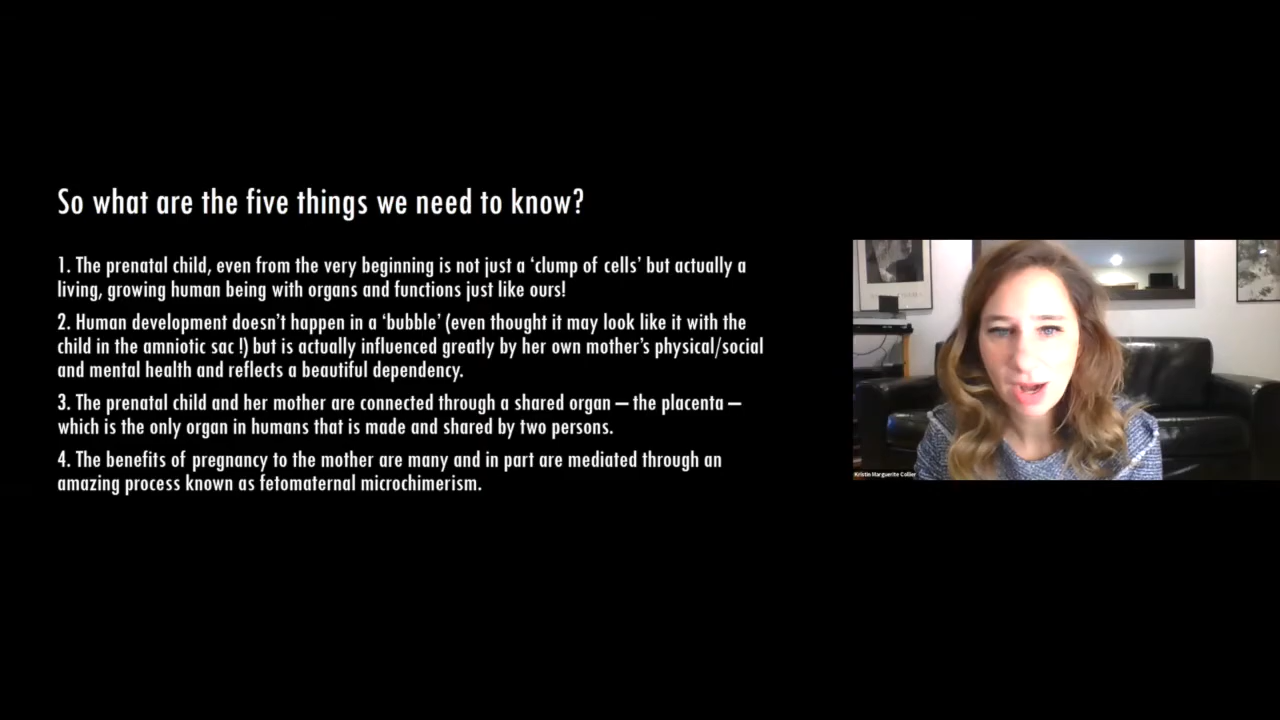 So what are the five things we need to know?
1. The prenatal child, even from the very beginning is not just a ‘clump of cells’ but actually a
living, growing human being with organs and functions just like ours!
2. Human development doesn’t happen in a ‘bubble’ (even thought it may look like it with the
child in the amniotic sac !) but is actually influenced greatly by her own mother’s physical/social
and mental health and reflects a beautiful dependency.
3. The prenatal child and her mother are connected through a shared organ – the placenta –
which is the only organ in humans that is made and shared by two persons.
4. The benefits of pregnancy to the mother are many and in part are mediated through an
amazing process known as fetomaternal microchimerism.
Kristin Marguerite Collier